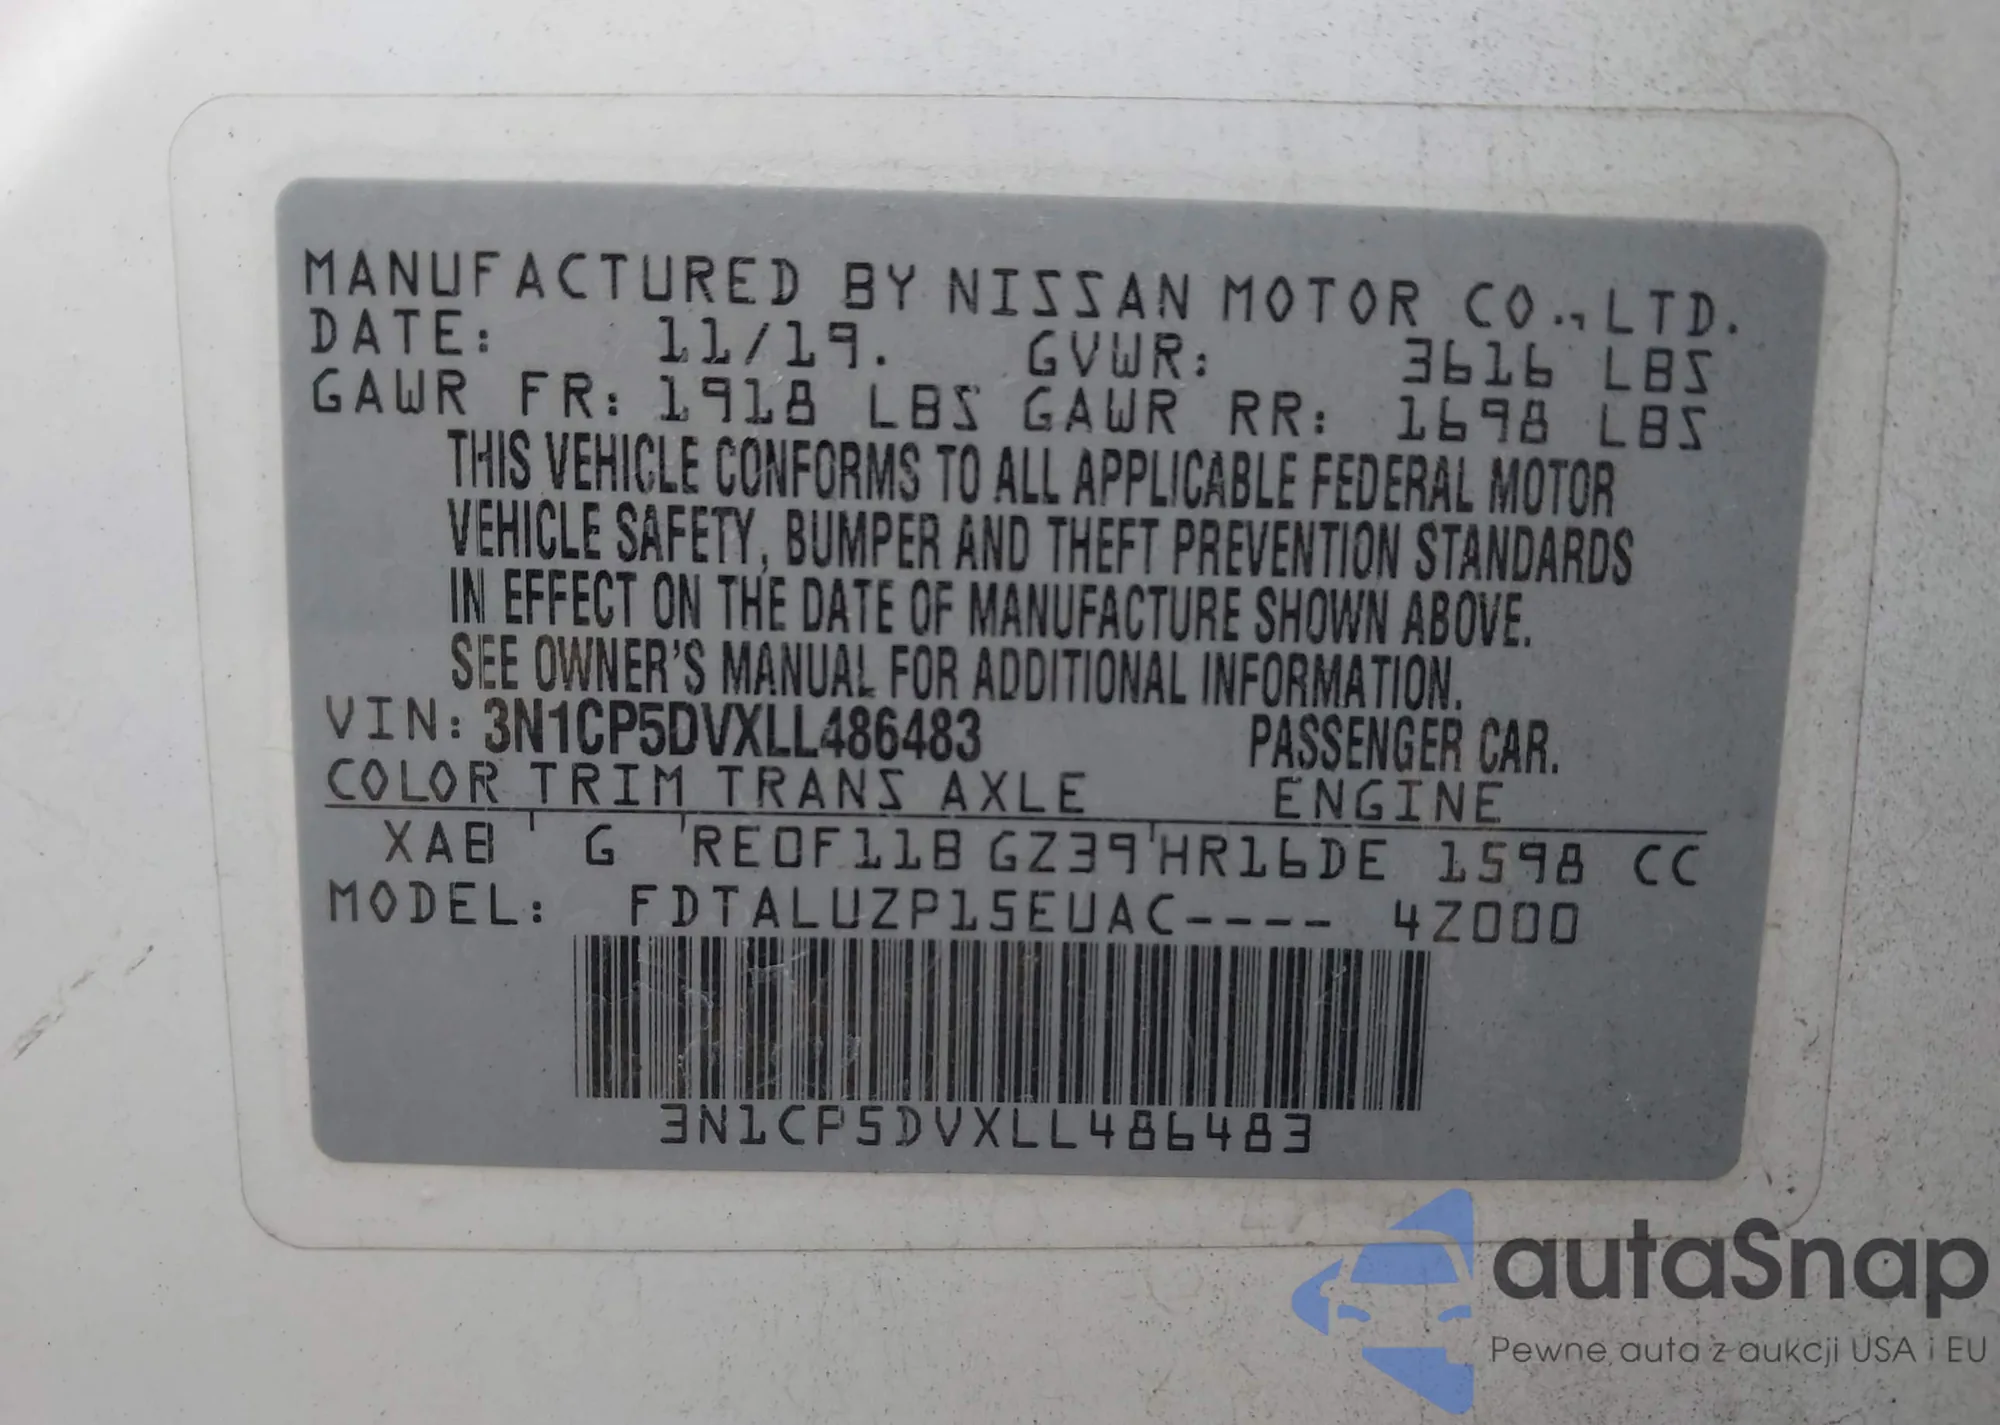 MANUFACTURED BY NISSAN MOTOR CO.,LTD.
DATE: 11/19. GVWR: 3616 LBS
GAWR FR: 1918 LBS GAWR RR: 1698 LBS
THIS VEHICLE CONFORMS TO ALL APPLICABLE FEDERAL MOTOR
VEHICLE SAFETY, BUMPER AND THEFT PREVENTION STANDARDS
IN EFFECT ON THE DATE OF MANUFACTURE SHOWN ABOVE.
SEE OWNER'S MANUAL FOR ADDITIONAL INFORMATION.
VIN: 3N1CP5DVXLL486483 PASSENGER CAR.
COLOR TRIM TRANS AXLE ENGINE
XAB G RE0F11B GZ39 HR16DE 1598 CC
MODEL: FDTALUZP15EUAC---- 4Z000
3N1CP5DVXLL486483
autaSnap
Pewne auta z aukcji USA i EU